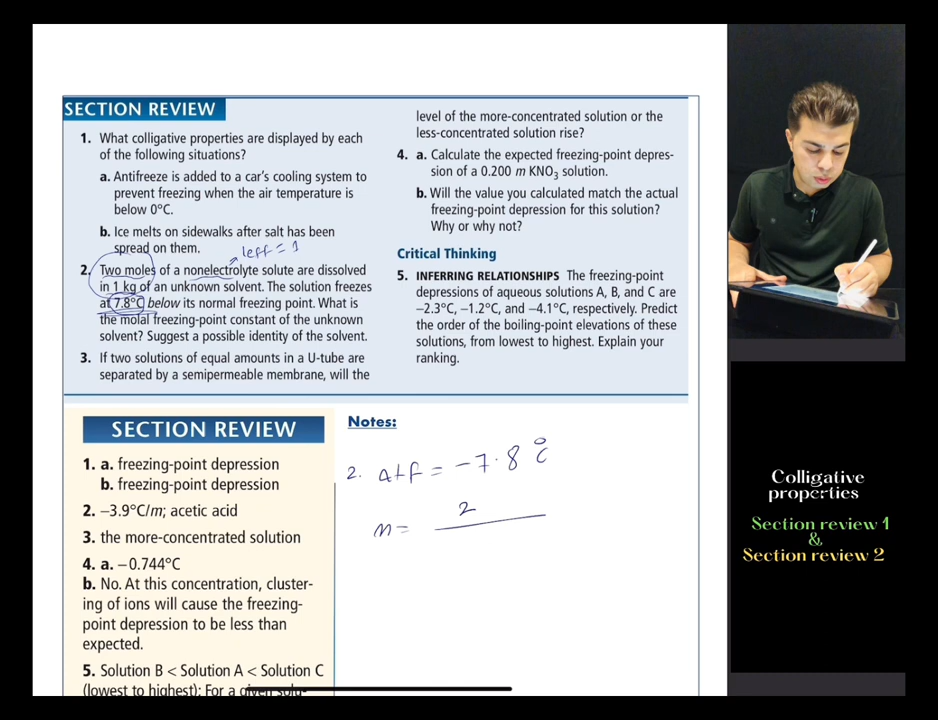 SECTION REVIEW
1. What colligative properties are displayed by each
of the following situations?
a. Antifreeze is added to a car's cooling system to
prevent freezing when the air temperature is
below 0°C.
b. Ice melts on sidewalks after salt has been
spread on them.
ieff = 1
2. Two moles of a nonelectrolyte solute are dissolved
in 1 kg of an unknown solvent. The solution freezes
at 7.8°C below its normal freezing point. What is
the molal freezing-point constant of the unknown
solvent? Suggest a possible identity of the solvent.
3. If two solutions of equal amounts in a U-tube are
separated by a semipermeable membrane, will the
level of the more-concentrated solution or the
less-concentrated solution rise?
4. a. Calculate the expected freezing-point depres-
sion of a 0.200 m KNO₃ solution.
b. Will the value you calculated match the actual
freezing-point depression for this solution?
Why or why not?
Critical Thinking
5. INFERRING RELATIONSHIPS The freezing-point
depressions of aqueous solutions A, B, and C are
−2.3°C, −1.2°C, and −4.1°C, respectively. Predict
the order of the boiling-point elevations of these
solutions, from lowest to highest. Explain your
ranking.
SECTION REVIEW
1. a. freezing-point depression
b. freezing-point depression
2. −3.9°C/m; acetic acid
3. the more-concentrated solution
4. a. −0.744°C
b. No. At this concentration, cluster-
ing of ions will cause the freezing-
point depression to be less than
expected.
5. Solution B < Solution A < Solution C
(lowest to highest); For a given solu-
Notes:
2. Δtf = −7.8 °C
m = 2
Colligative
properties
Section review 1
&
Section review 2